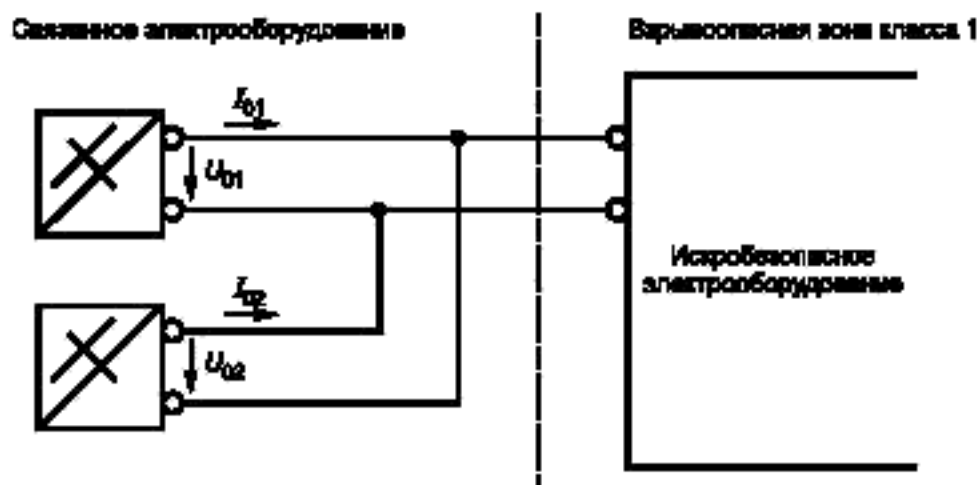 Связанное электрооборудование
Взрывоопасная зона класса 1
I01
U01
Искробезопасное
электрооборудование
I02
U02